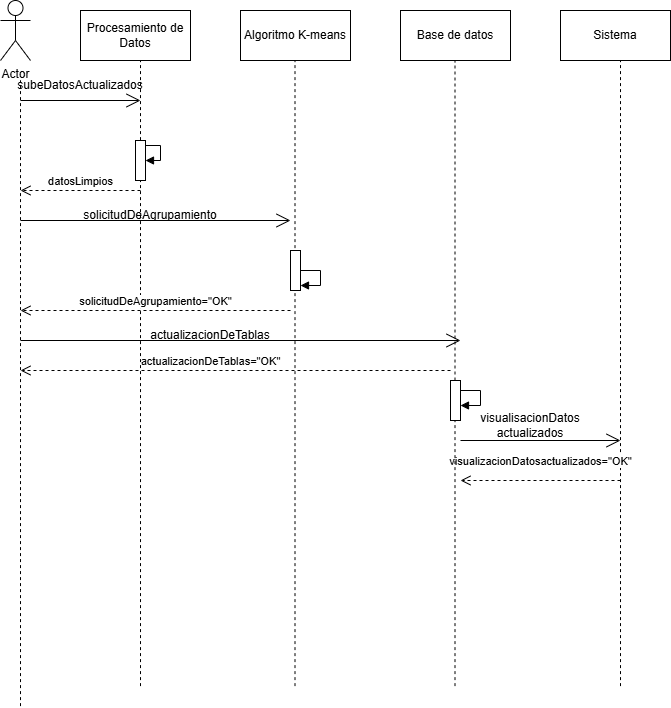 Procesamiento de
Datos
Algoritmo K-means
Base de datos
Sistema
Actor
subeDatosActualizados
datosLimpios
solicitudDeAgrupamiento
solicitudDeAgrupamiento="OK"
actualizacionDeTablas
actualizacionDeTablas="OK"
visualisacionDatos
actualizados
visualizacionDatosactualizados="OK"